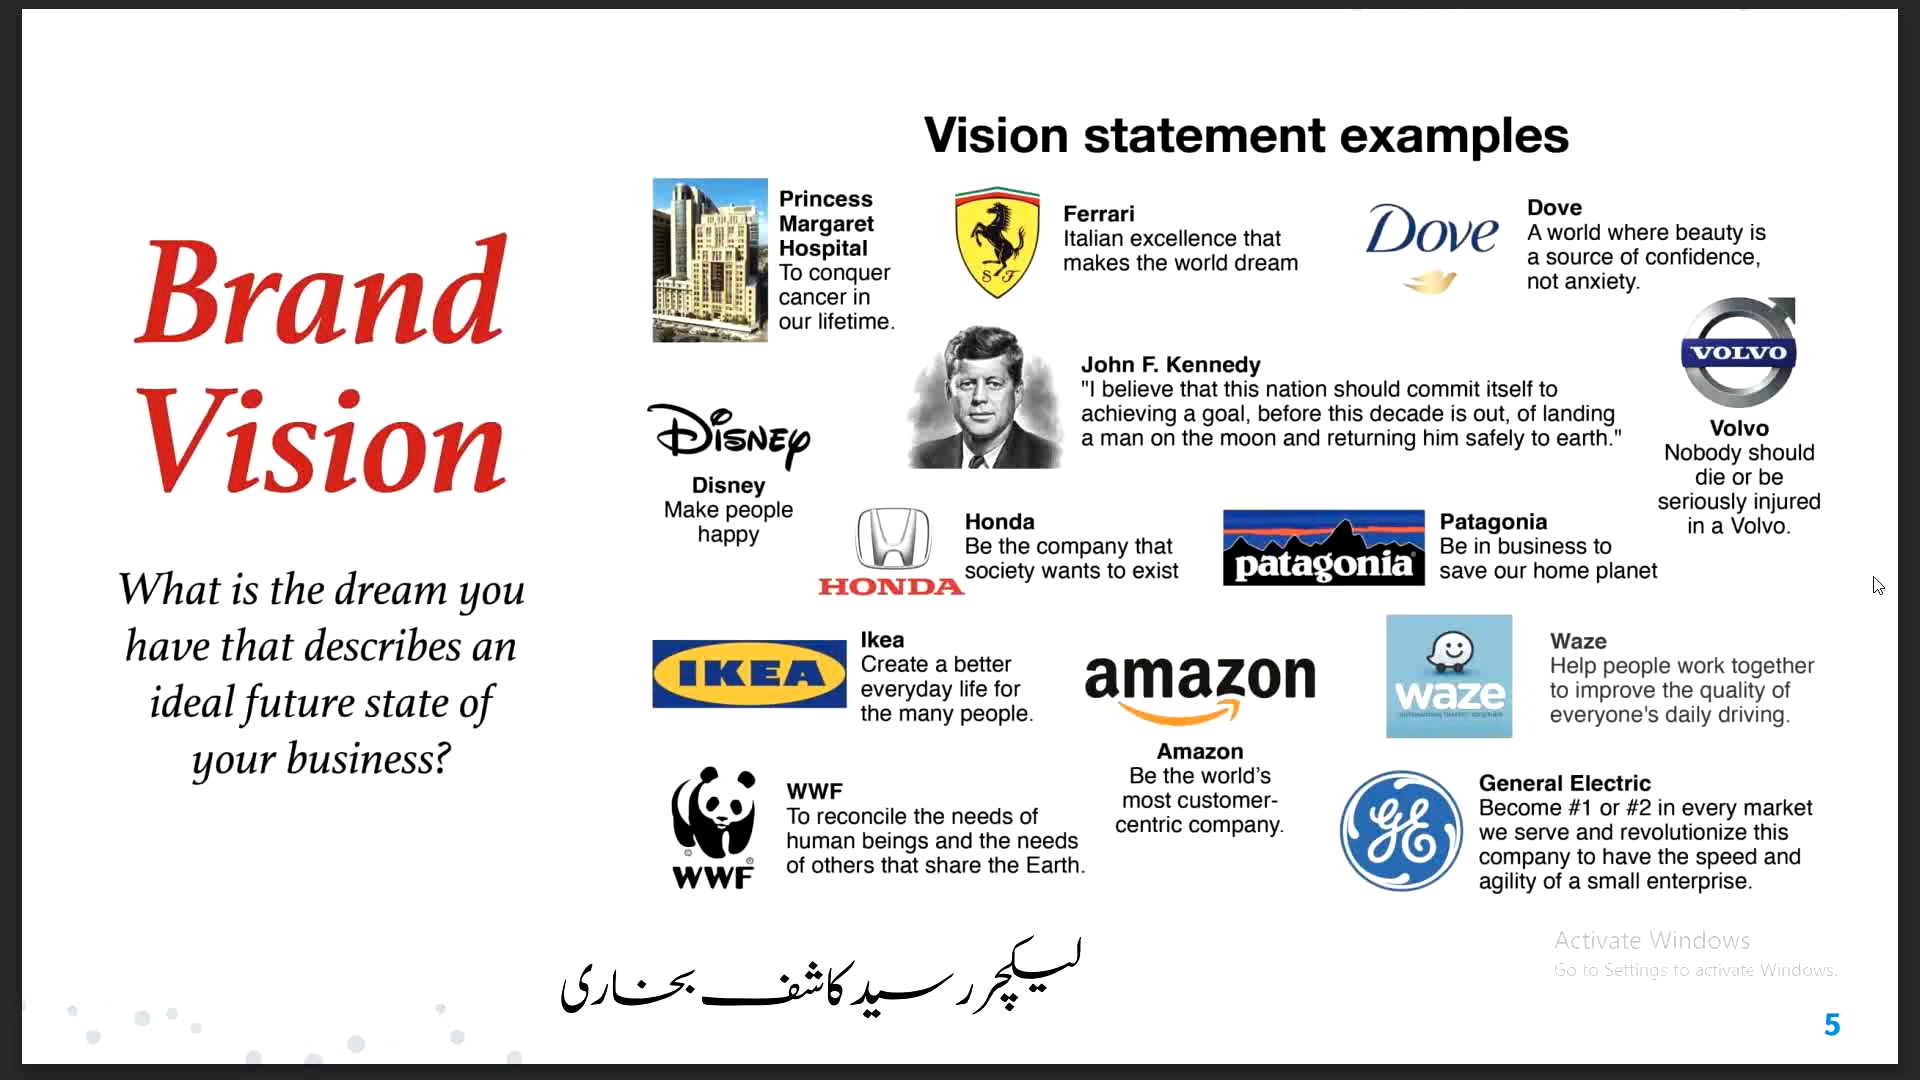 Vision statement examples
Brand
Vision
What is the dream you
have that describes an
ideal future state of
your business?
Princess
Margaret
Hospital
To conquer
cancer in
our lifetime.
S F
Ferrari
Italian excellence that
makes the world dream
Dove
Dove
A world where beauty is
a source of confidence,
not anxiety.
John F. Kennedy
"I believe that this nation should commit itself to
achieving a goal, before this decade is out, of landing
a man on the moon and returning him safely to earth."
VOLVO
Volvo
Nobody should
die or be
seriously injured
in a Volvo.
Disney
Disney
Make people
happy
HONDA
Honda
Be the company that
society wants to exist
patagonia
Patagonia
Be in business to
save our home planet
IKEA
Ikea
Create a better
everyday life for
the many people.
amazon
Amazon
Be the world’s
most customer-
centric company.
waze
Waze
Help people work together
to improve the quality of
everyone's daily driving.
WWF
WWF
To reconcile the needs of
human beings and the needs
of others that share the Earth.
GE
General Electric
Become #1 or #2 in every market
we serve and revolutionize this
company to have the speed and
agility of a small enterprise.
لیکچرر سید کاشف بخاری
Activate Windows
Go to Settings to activate Windows.
5